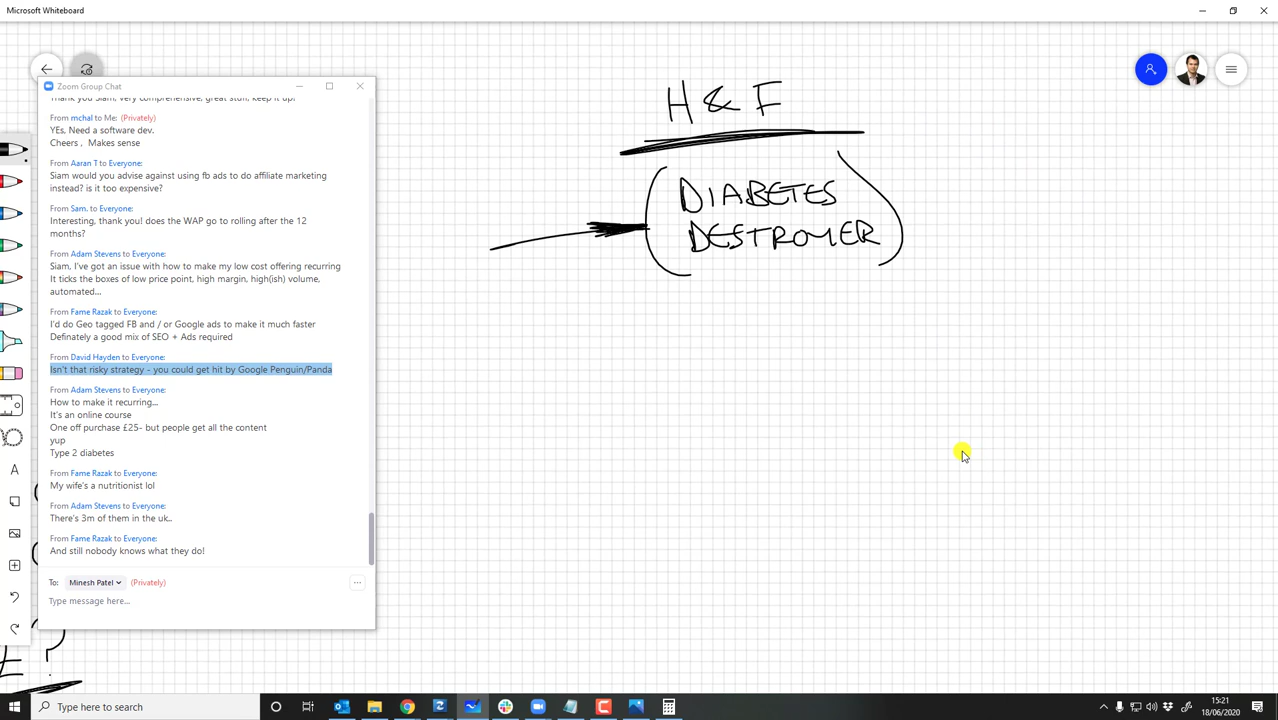 Microsoft Whiteboard
Zoom Group Chat
Thank you Siam, very comprehensive, great stuff, keep it up!
From mchal to Me: (Privately)
YEs, Need a software dev.
Cheers , Makes sense
From Aaran T to Everyone:
Siam would you advise against using fb ads to do affiliate marketing
instead? is it too expensive?
From Sam. to Everyone:
Interesting, thank you! does the WAP go to rolling after the 12
months?
From Adam Stevens to Everyone:
Siam, I've got an issue with how to make my low cost offering recurring
It ticks the boxes of low price point, high margin, high(ish) volume,
automated...
From Fame Razak to Everyone:
I'd do Geo tagged FB and / or Google ads to make it much faster
Definately a good mix of SEO + Ads required
From David Hayden to Everyone:
Isn't that risky strategy - you could get hit by Google Penguin/Panda
From Adam Stevens to Everyone:
How to make it recurring...
It's an online course
One off purchase £25- but people get all the content
yup
Type 2 diabetes
From Fame Razak to Everyone:
My wife's a nutritionist lol
From Adam Stevens to Everyone:
There's 3m of them in the uk..
From Fame Razak to Everyone:
And still nobody knows what they do!
To: Minesh Patel (Privately)
Type message here...
H & F
(DIABETES
DESTROYER)
A
E ?
Type here to search
15:21
18/06/2020